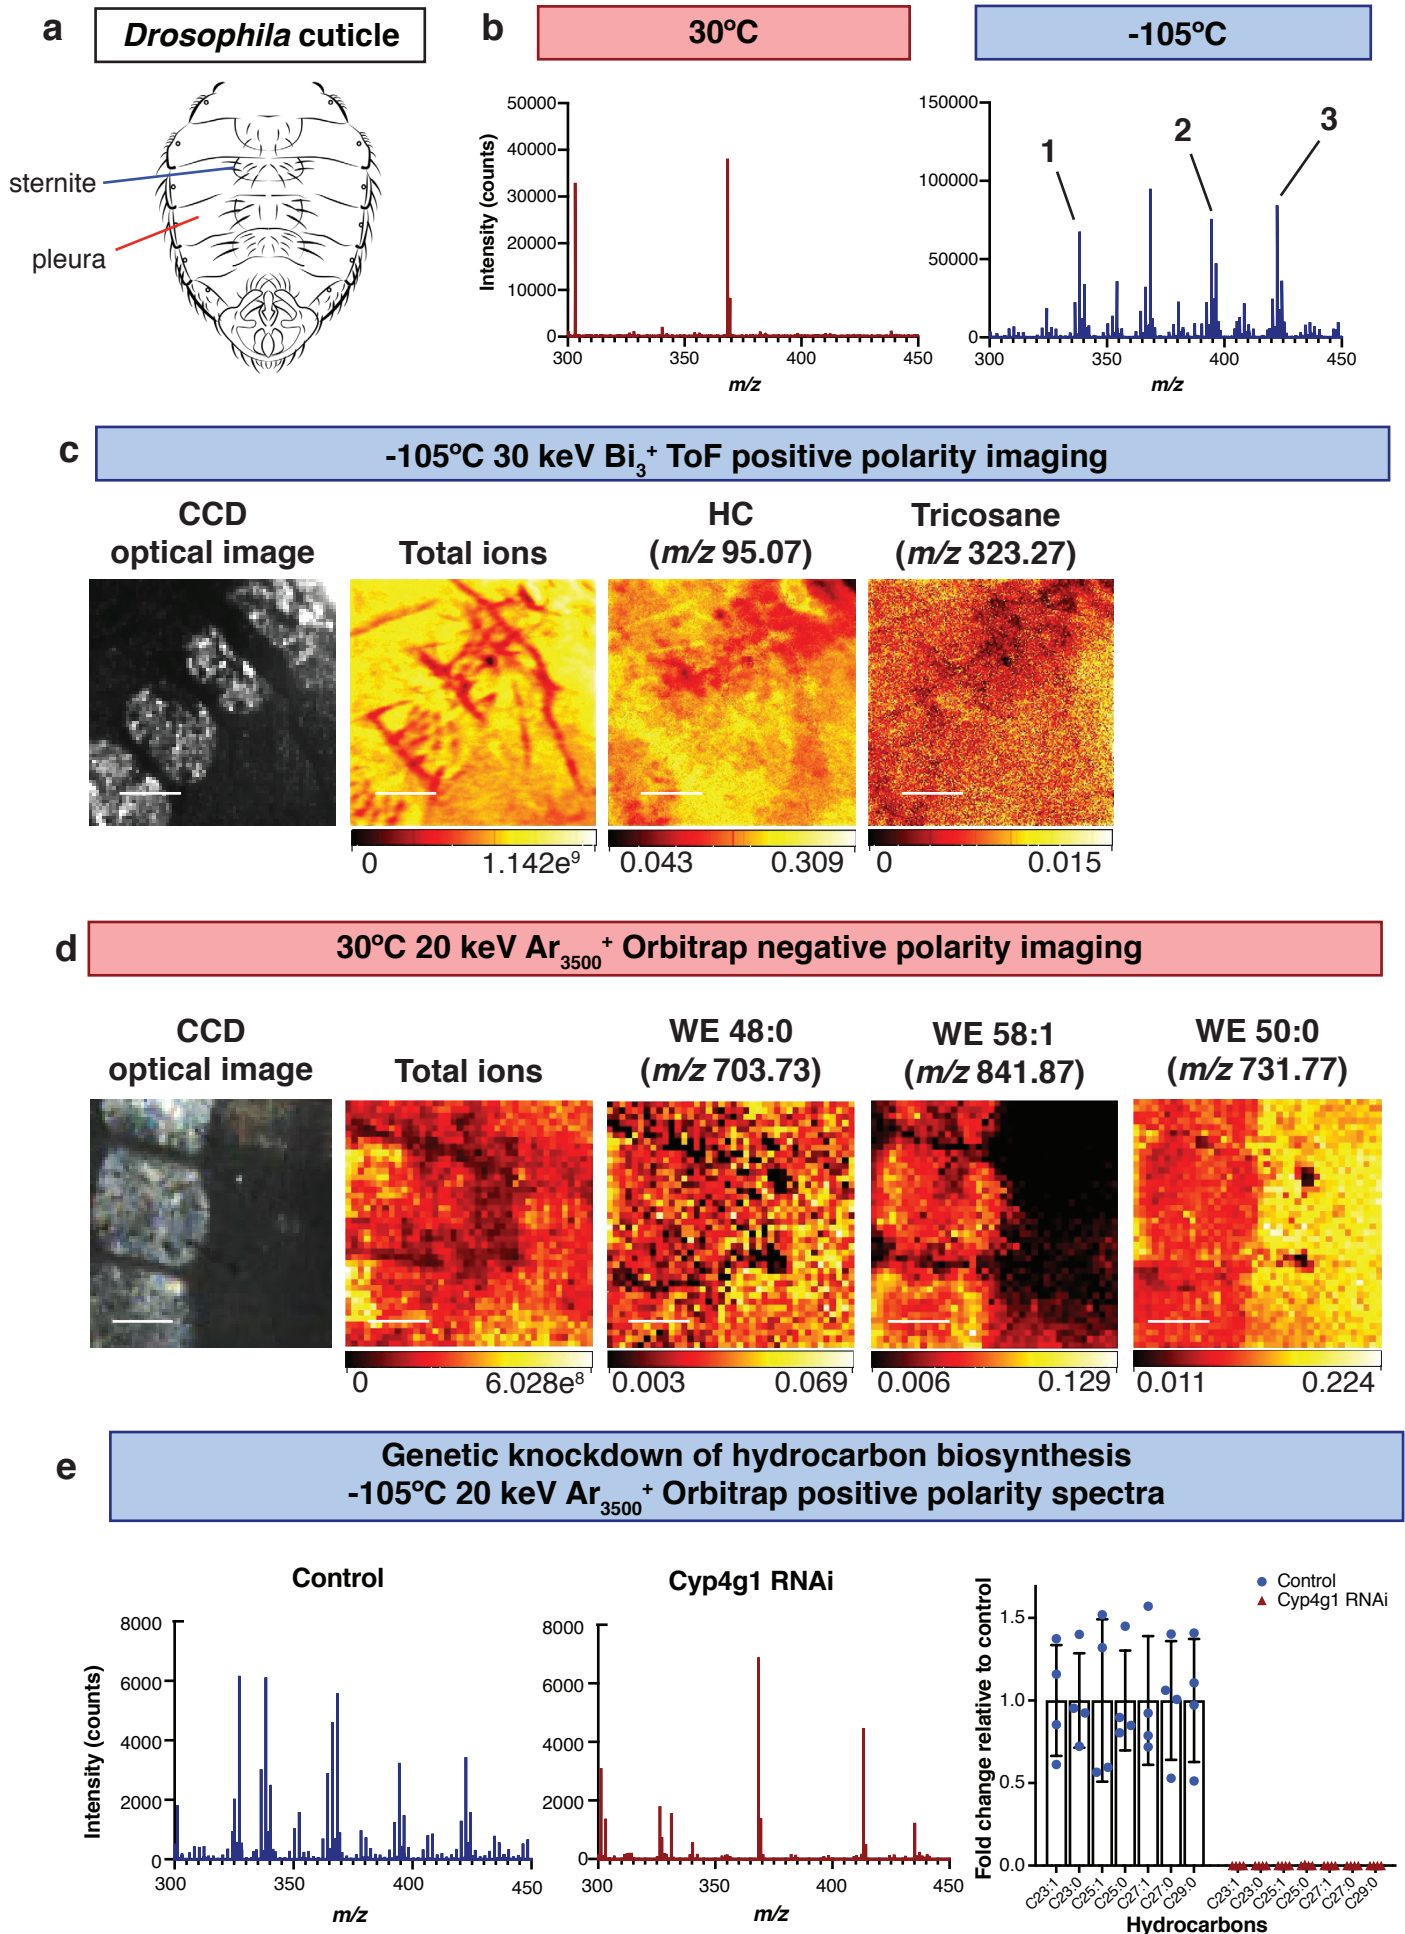 a
Drosophila cuticle
sternite
pleura
b
30ºC
-105ºC
Intensity (counts)
50000
40000
30000
20000
10000
0
300
350
400
450
m/z
150000
100000
50000
0
1
2
3
300
350
400
450
m/z
c
-105ºC 30 keV Bi3+ ToF positive polarity imaging
CCD
optical image
Total ions
HC
(m/z 95.07)
Tricosane
(m/z 323.27)
0
1.142e9
0.043
0.309
0
0.015
d
30ºC 20 keV Ar3500+ Orbitrap negative polarity imaging
CCD
optical image
Total ions
WE 48:0
(m/z 703.73)
WE 58:1
(m/z 841.87)
WE 50:0
(m/z 731.77)
0
6.028e8
0.003
0.069
0.006
0.129
0.011
0.224
e
Genetic knockdown of hydrocarbon biosynthesis
-105ºC 20 keV Ar3500+ Orbitrap positive polarity spectra
Control
Intensity (counts)
8000
6000
4000
2000
0
300
350
400
450
m/z
Cyp4g1 RNAi
8000
6000
4000
2000
0
300
350
400
450
m/z
Fold change relative to control
1.5
1.0
0.5
0.0
Control
Cyp4g1 RNAi
C23:1
C23:0
C25:1
C25:0
C27:1
C27:0
C29:0
C23:1
C23:0
C25:1
C25:0
C27:1
C27:0
C29:0
Hydrocarbons